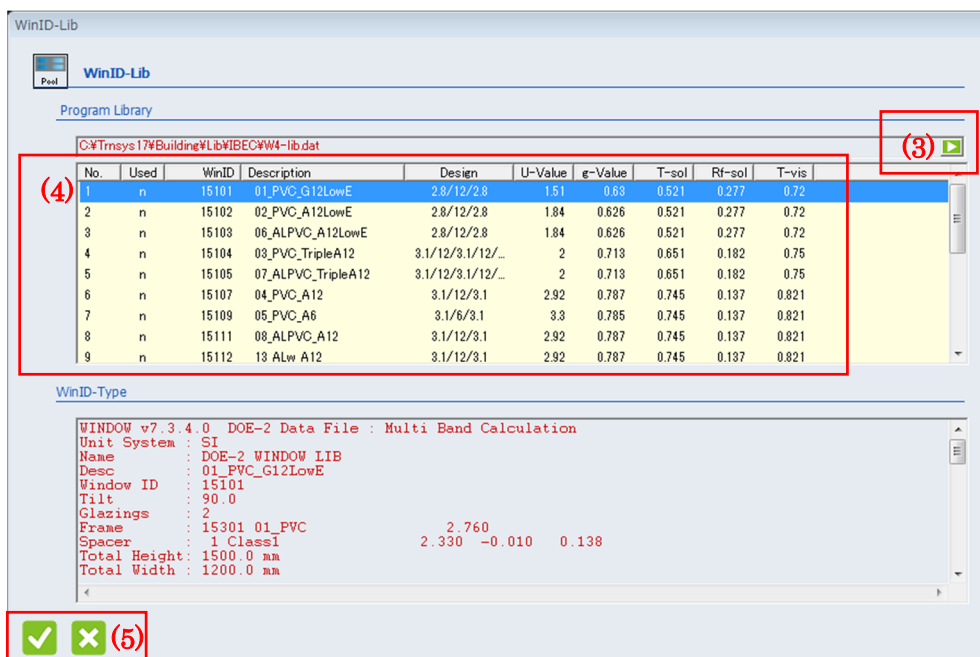 WinID-Lib
Pool WinID-Lib
Program Library
C:¥Trnsys17¥Building¥Lib¥IBEC¥W4-lib.dat (3)
(4)
No. Used WinID Description Design U-Value g-Value T-sol Rf-sol T-vis
1 n 15101 01_PVC_G12LowE 2.8/12/2.8 1.51 0.63 0.521 0.277 0.72
2 n 15102 02_PVC_A12LowE 2.8/12/2.8 1.84 0.626 0.521 0.277 0.72
3 n 15103 06_ALPVC_A12LowE 2.8/12/2.8 1.84 0.626 0.521 0.277 0.72
4 n 15104 03_PVC_TripleA12 3.1/12/3.1/12/... 2 0.713 0.651 0.182 0.75
5 n 15105 07_ALPVC_TripleA12 3.1/12/3.1/12/... 2 0.713 0.651 0.182 0.75
6 n 15107 04_PVC_A12 3.1/12/3.1 2.92 0.787 0.745 0.137 0.821
7 n 15109 05_PVC_A6 3.1/6/3.1 3.3 0.785 0.745 0.137 0.821
8 n 15111 08_ALPVC_A12 3.1/12/3.1 2.92 0.787 0.745 0.137 0.821
9 n 15112 13_ALw_A12 3.1/12/3.1 2.92 0.787 0.745 0.137 0.821
WinID-Type
WINDOW v7.3.4.0 DOE-2 Data File : Multi Band Calculation
Unit System : SI
Name : DOE-2 WINDOW LIB
Desc : 01_PVC_G12LowE
Window ID : 15101
Tilt : 90.0
Glazings : 2
Frame : 15301 01_PVC 2.760
Spacer : 1 Class1 2.330 -0.010 0.138
Total Height: 1500.0 mm
Total Width : 1200.0 mm
(5)